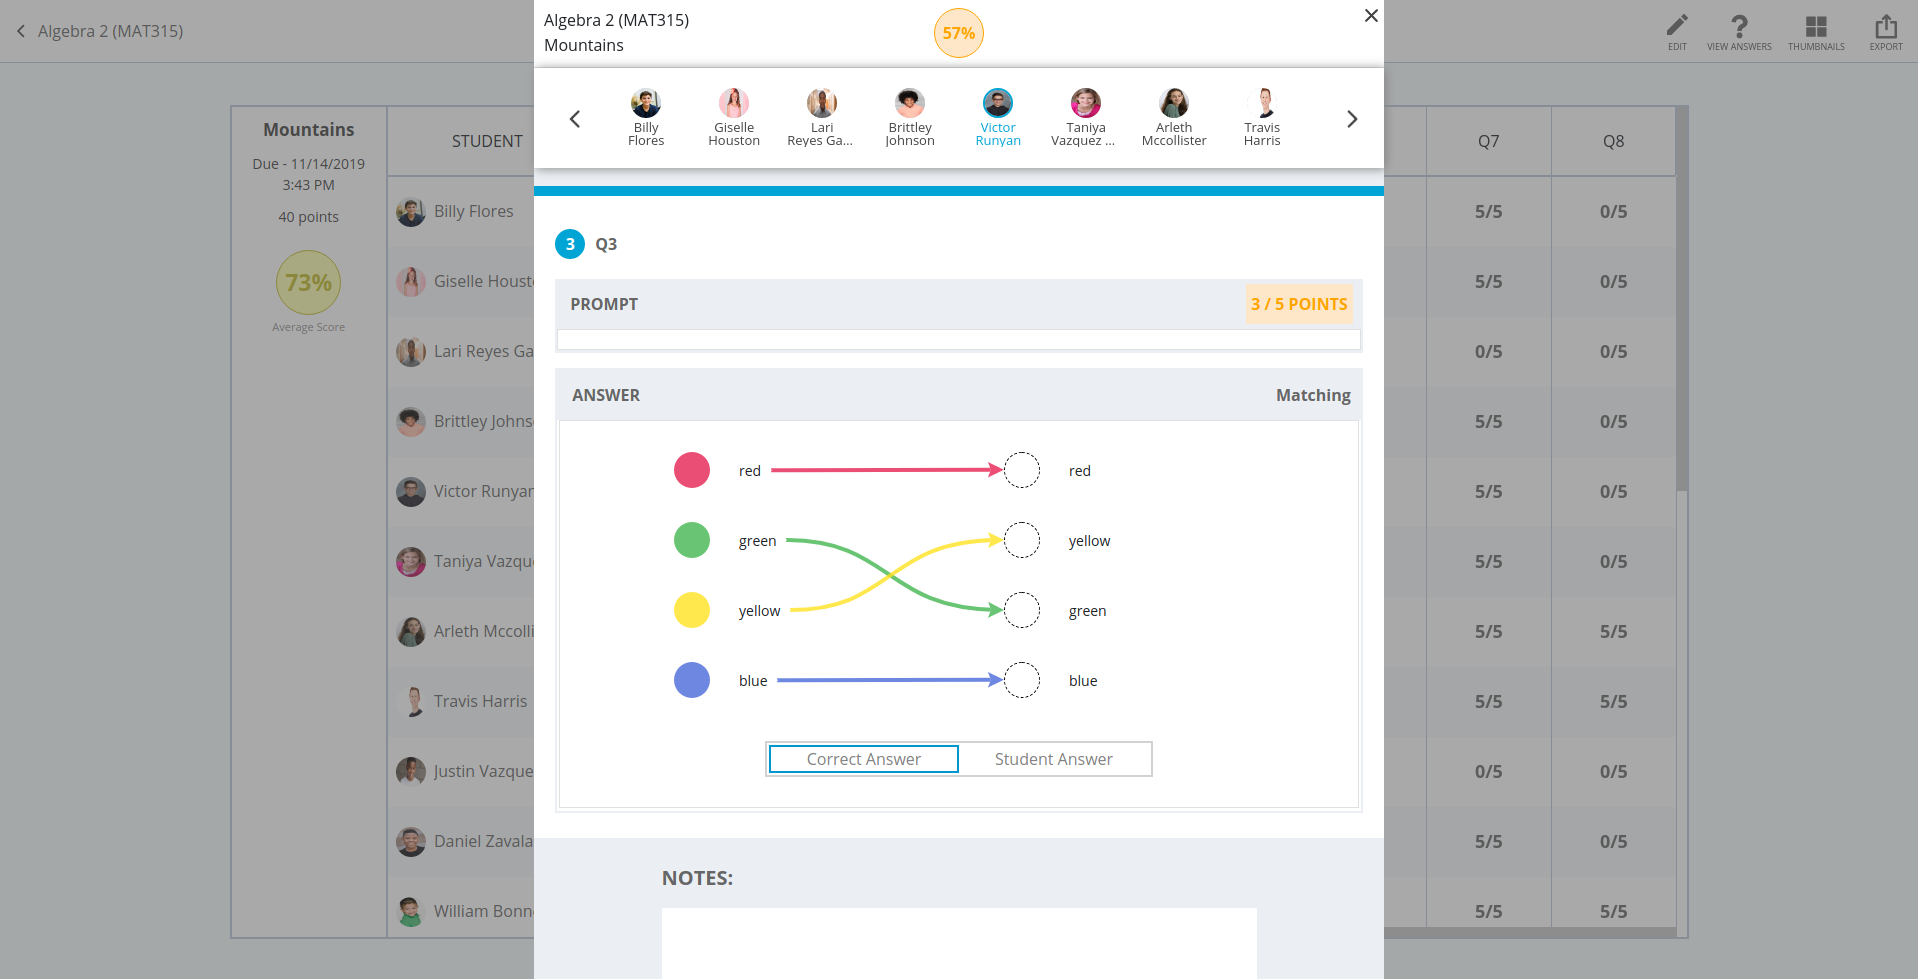 Algebra 2 (MAT315)
EDIT
VIEW ANSWERS
THUMBNAILS
EXPORT
Algebra 2 (MAT315)
Mountains
57%
Billy
Flores
Giselle
Houston
Lari
Reyes Ga...
Brittley
Johnson
Victor
Runyan
Taniya
Vazquez ...
Arleth
Mccollister
Travis
Harris
3 Q3
PROMPT
3 / 5 POINTS
ANSWER
Matching
red red
green yellow
yellow green
blue blue
Correct Answer
Student Answer
NOTES:
Mountains
Due - 11/14/2019
3:43 PM
40 points
73%
Average Score
STUDENT Q7 Q8
Billy Flores 5/5 0/5
Giselle Houst 5/5 0/5
Lari Reyes Ga 0/5 0/5
Brittley Johns 5/5 0/5
Victor Runyan 5/5 0/5
Taniya Vazqu 5/5 0/5
Arleth Mccolli 5/5 5/5
Travis Harris 5/5 5/5
Justin Vazque 0/5 0/5
Daniel Zavala 5/5 0/5
William Bonn 5/5 5/5